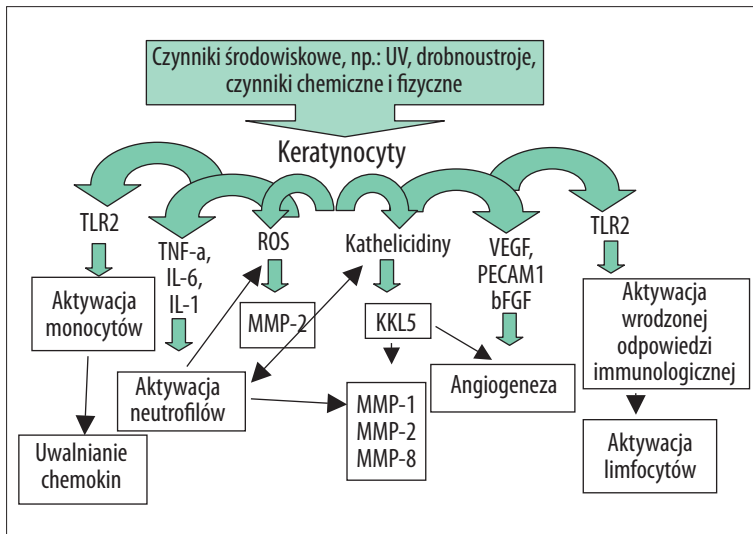 Czynniki środowiskowe, np.: UV, drobnoustroje,
czynniki chemiczne i fizyczne
Keratynocyty
TLR2
TNF-a,
IL-6,
IL-1
ROS
Kathelicidiny
VEGF,
PECAM1
bFGF
TLR2
Aktywacja
monocytów
MMP-2
KKL5
Aktywacja
wrodzonej
odpowiedzi
immunologicznej
Aktywacja
neutrofilów
MMP-1
MMP-2
MMP-8
Angiogeneza
Uwalnianie
chemokin
Aktywacja
limfocytów